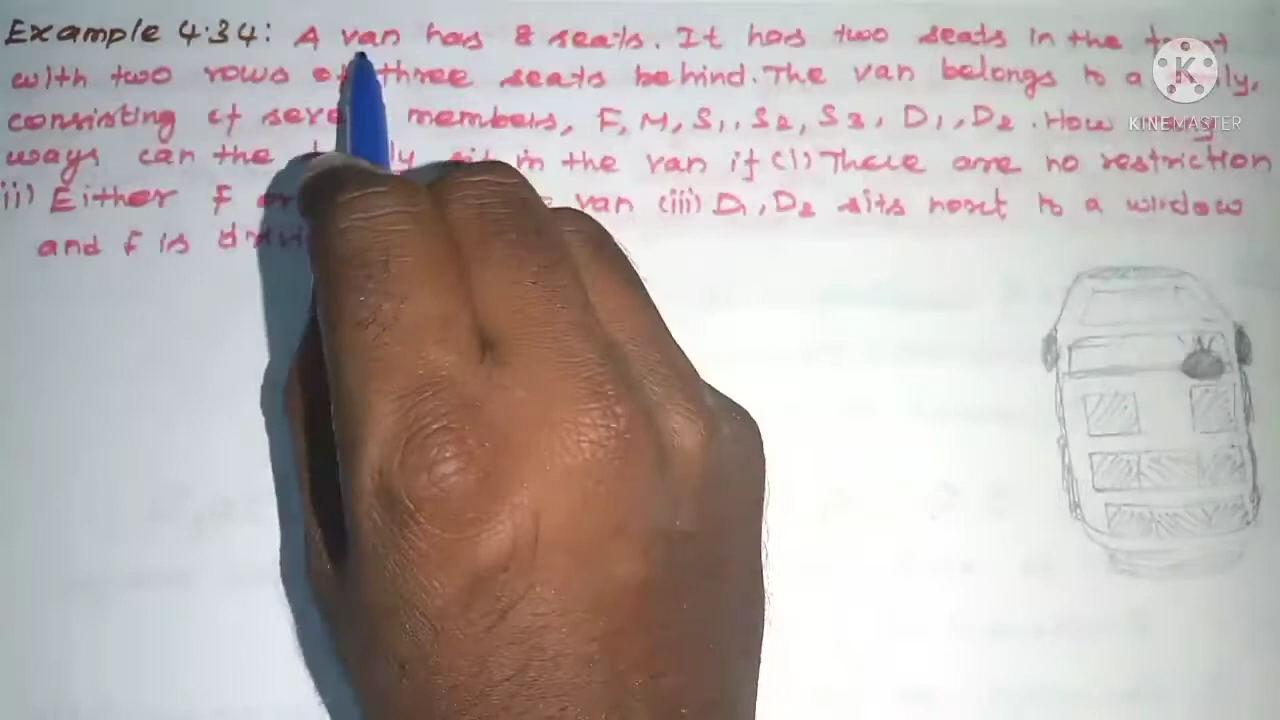 Example 4.34: A van has 8 seats. It has two seats in the
with two rows three seats behind. The van belongs to a
consisting of members, F, M, S1, S2, S3, D1, D2. How
ways can the in the van if (i) There are no restriction
ii) Either F van (iii) D1, D2 sits next to a widow
and F is
K
KINEMASTER